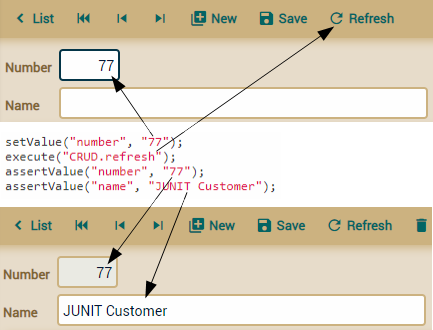 List New Save Refresh
Number 77
Name
setValue("number", "77");
execute("CRUD.refresh");
assertValue("number", "77");
assertValue("name", "JUNIT Customer");
List New Save Refresh
Number 77
Name JUNIT Customer